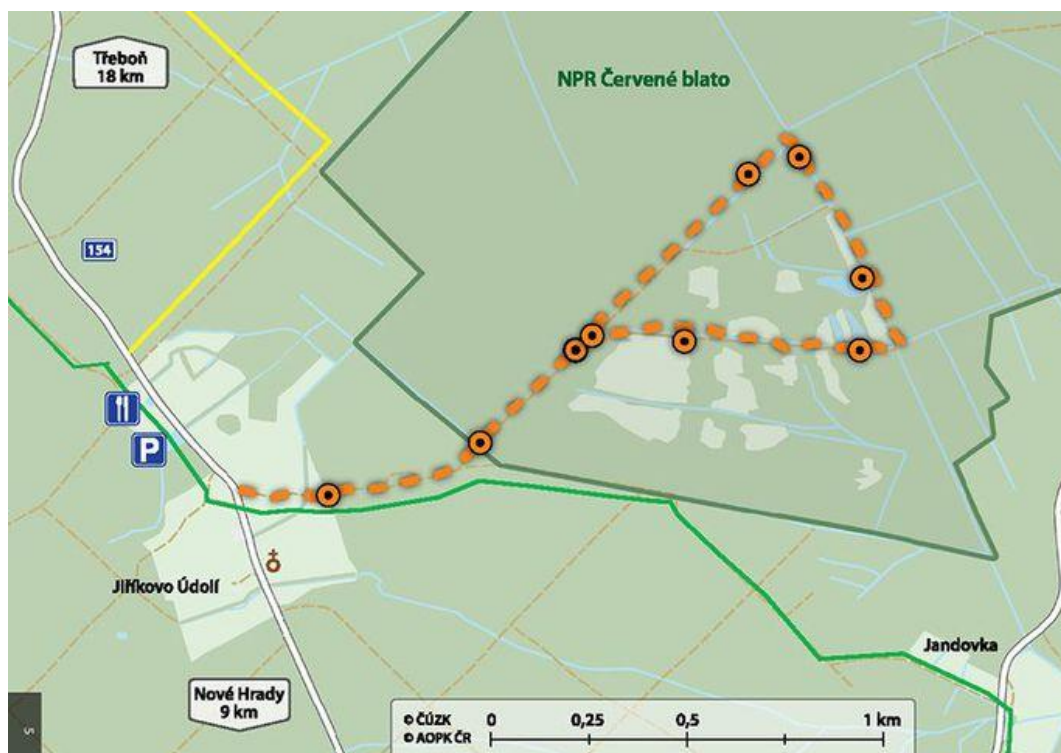 Třeboň
18 km
NPR Červené blato
154
P
Jiříkovo Údolí
Jandovka
Nové Hrady
9 km
© ČÚZK
© AOPK ČR
0 0,25 0,5 1 km
5